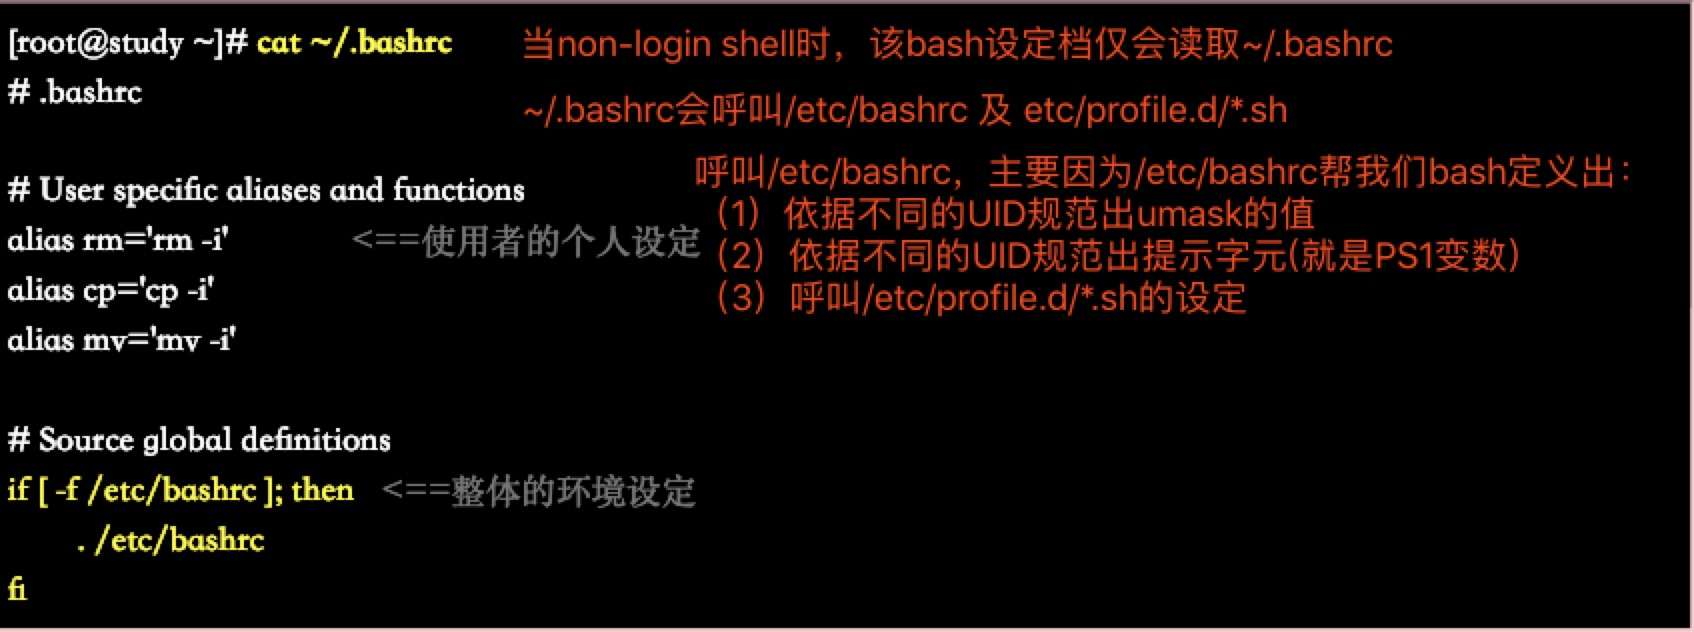 [root@study ~]# cat ~/.bashrc 当non-login shell时，该bash设定档仅会读取~/.bashrc
# .bashrc
~/.bashrc会呼叫/etc/bashrc 及 etc/profile.d/*.sh
呼叫/etc/bashrc，主要因为/etc/bashrc帮我们bash定义出：
# User specific aliases and functions
（1）依据不同的UID规范出umask的值
alias rm='rm -i' <==使用者的个人设定
（2）依据不同的UID规范出提示字元(就是PS1变数）
alias cp='cp -i'
（3）呼叫/etc/profile.d/*.sh的设定
alias mv='mv -i'
# Source global definitions
if [ -f /etc/bashrc ]; then <==整体的环境设定
. /etc/bashrc
fi